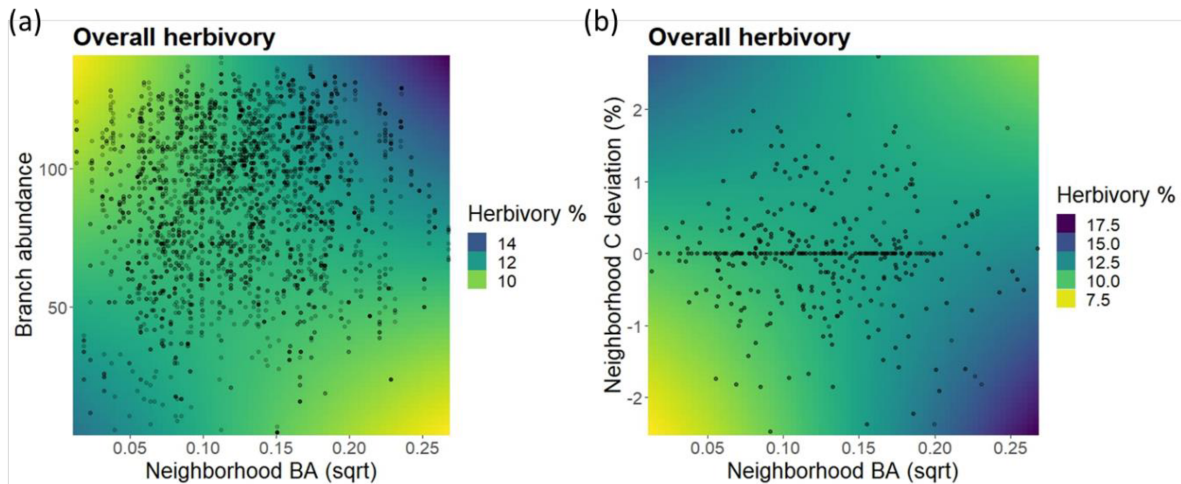 (a)
Overall herbivory
Branch abundance
100
50
0.05 0.10 0.15 0.20 0.25
Neighborhood BA (sqrt)
Herbivory %
14
12
10
(b)
Overall herbivory
Neighborhood C deviation (%)
2
1
0
-1
-2
0.05 0.10 0.15 0.20 0.25
Neighborhood BA (sqrt)
Herbivory %
17.5
15.0
12.5
10.0
7.5